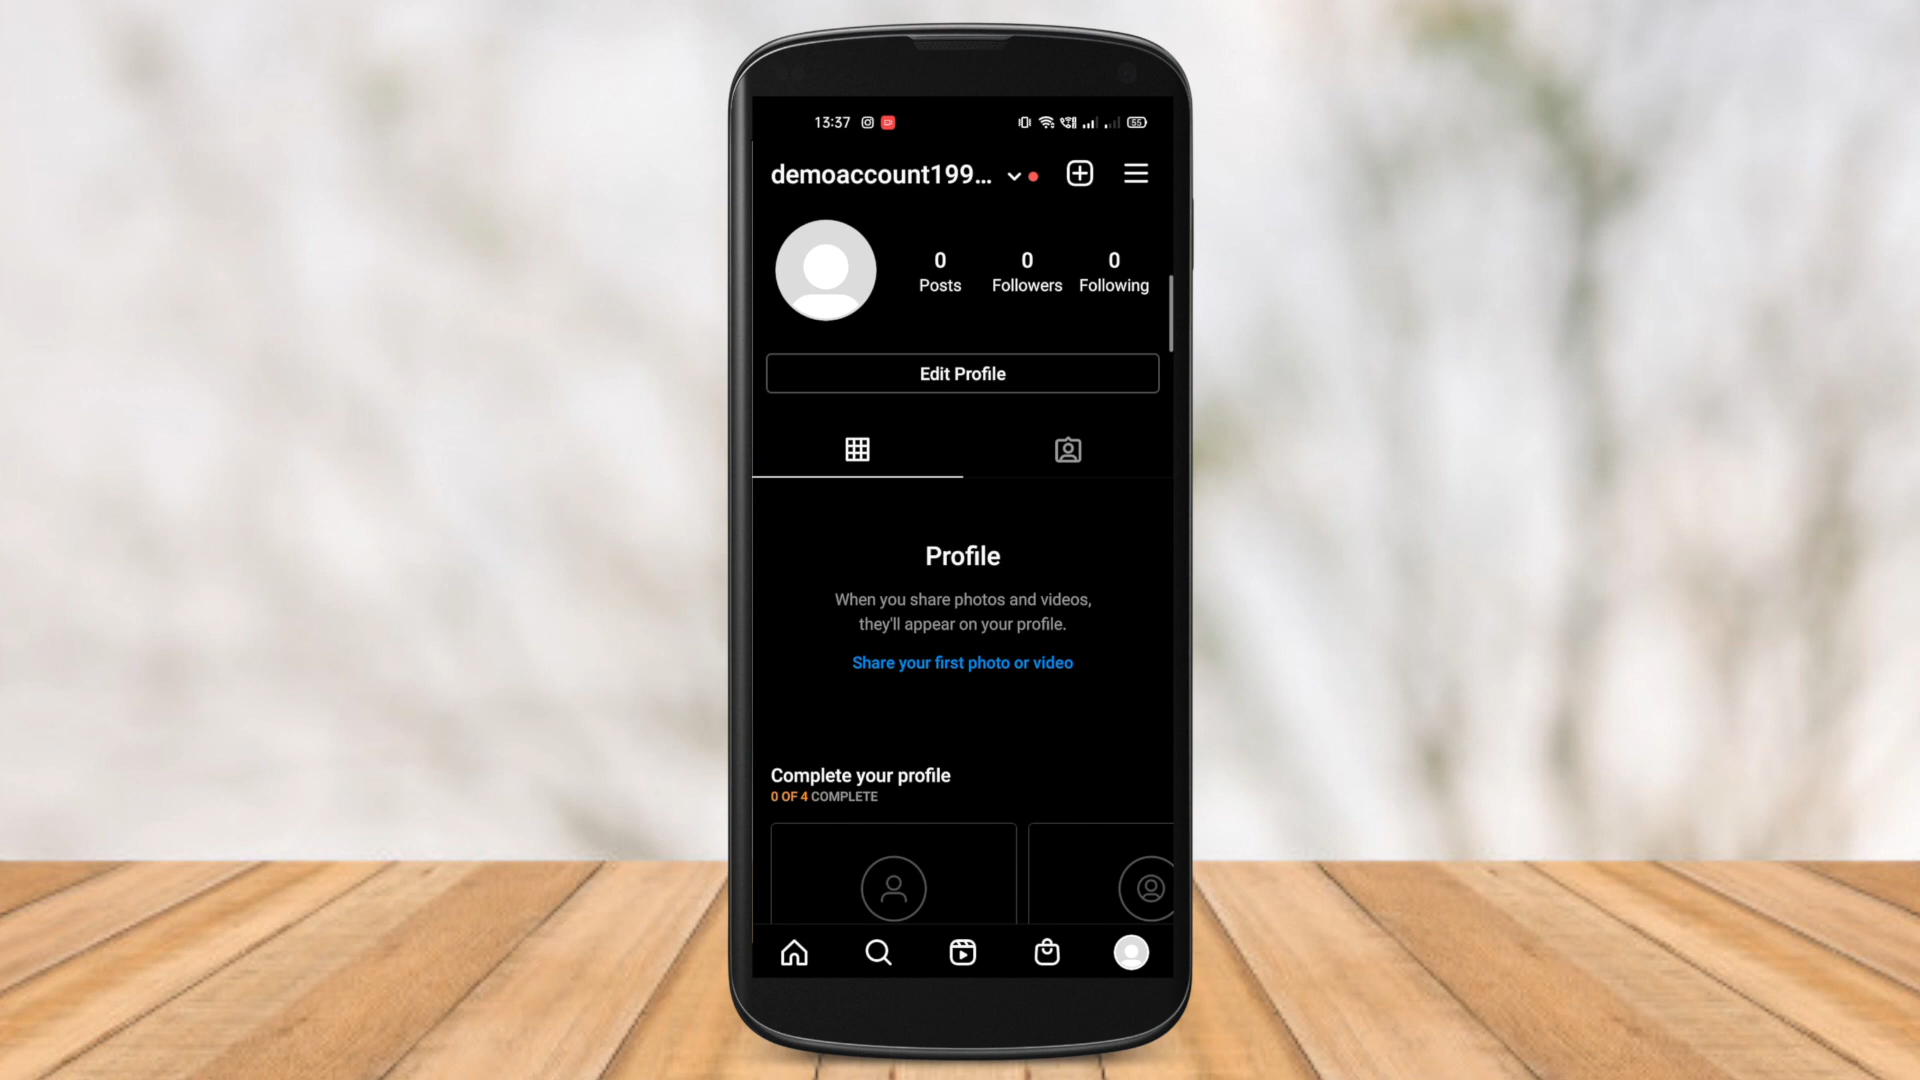 13:37
55
demoaccount199...
0 0 0
Posts Followers Following
Edit Profile
Profile
When you share photos and videos,
they'll appear on your profile.
Share your first photo or video
Complete your profile
0 OF 4 COMPLETE